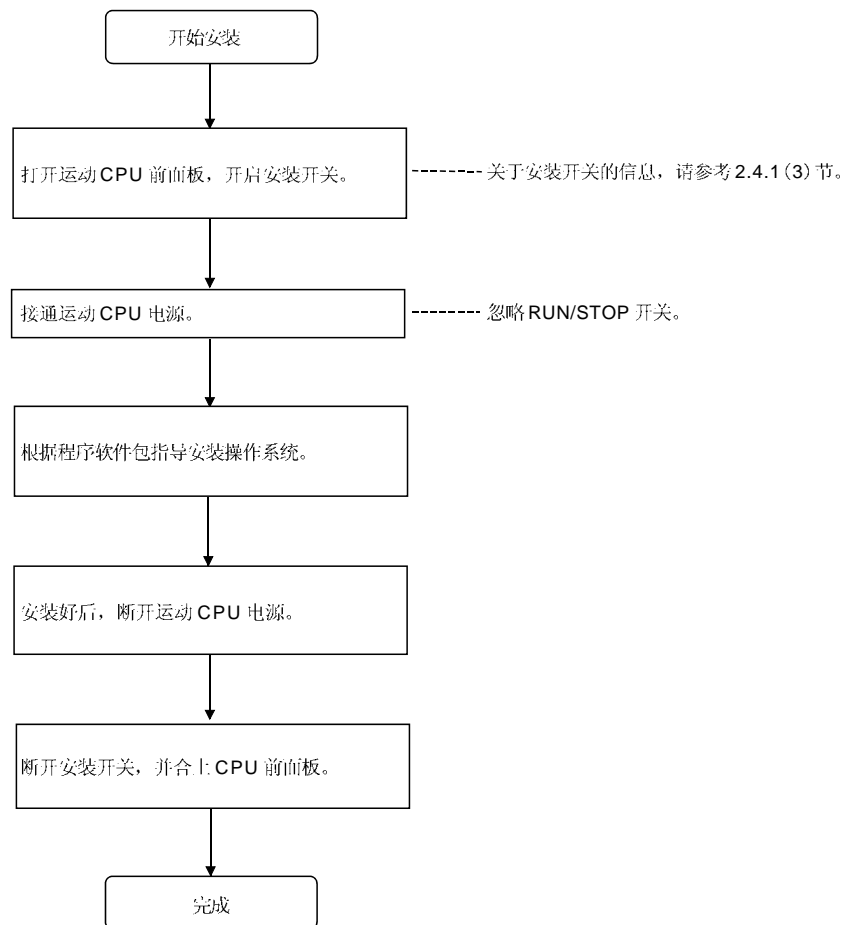 开始安装
打开运动CPU 前面板，开启安装开关。
关于安装开关的信息，请参考2.4.1(3)节。
接通运动CPU 电源。
忽略RUN/STOP 开关。
根据程序软件包指导安装操作系统。
安装好后，断开运动CPU 电源。
断开安装开关，并合上CPU 前面板。
完成